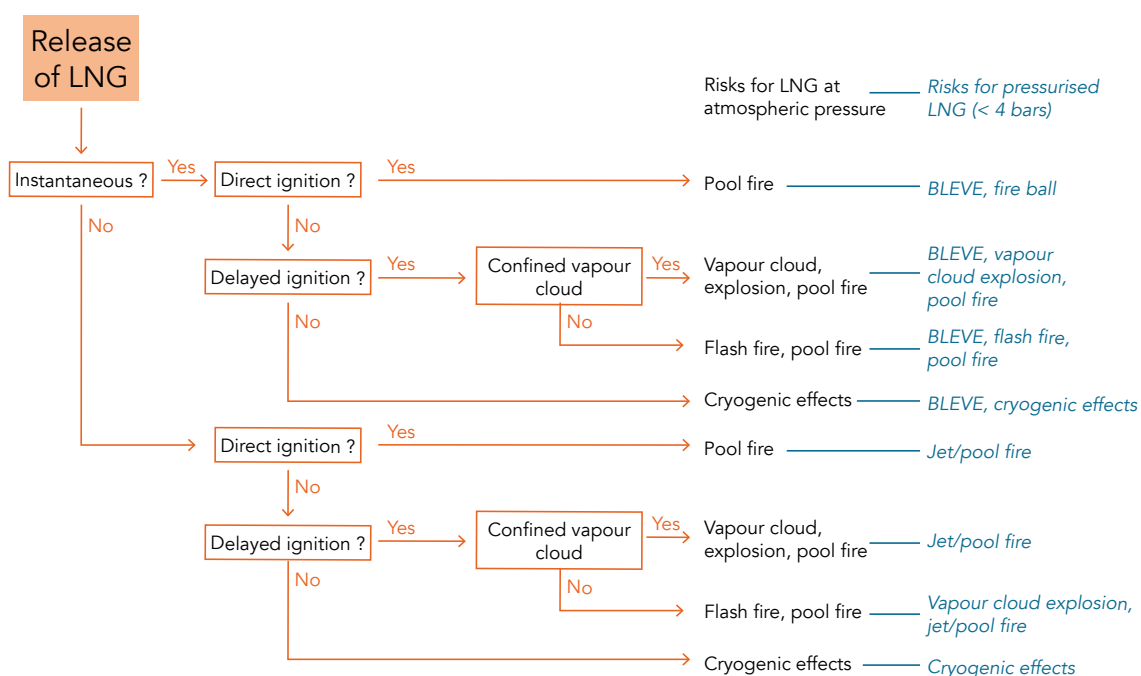 Release
of LNG
Risks for LNG at
atmospheric pressure
Risks for pressurised
LNG (< 4 bars)
Instantaneous ?
Yes
Direct ignition ?
Yes
Pool fire
BLEVE, fire ball
No
No
Delayed ignition ?
Yes
Confined vapour
cloud
Yes
Vapour cloud,
explosion, pool fire
BLEVE, vapour
cloud explosion,
pool fire
No
No
Flash fire, pool fire
BLEVE, flash fire,
pool fire
Cryogenic effects
BLEVE, cryogenic effects
Direct ignition ?
Yes
Pool fire
Jet/pool fire
No
Delayed ignition ?
Yes
Confined vapour
cloud
Yes
Vapour cloud,
explosion, pool fire
Jet/pool fire
No
No
Flash fire, pool fire
Vapour cloud explosion,
jet/pool fire
Cryogenic effects
Cryogenic effects